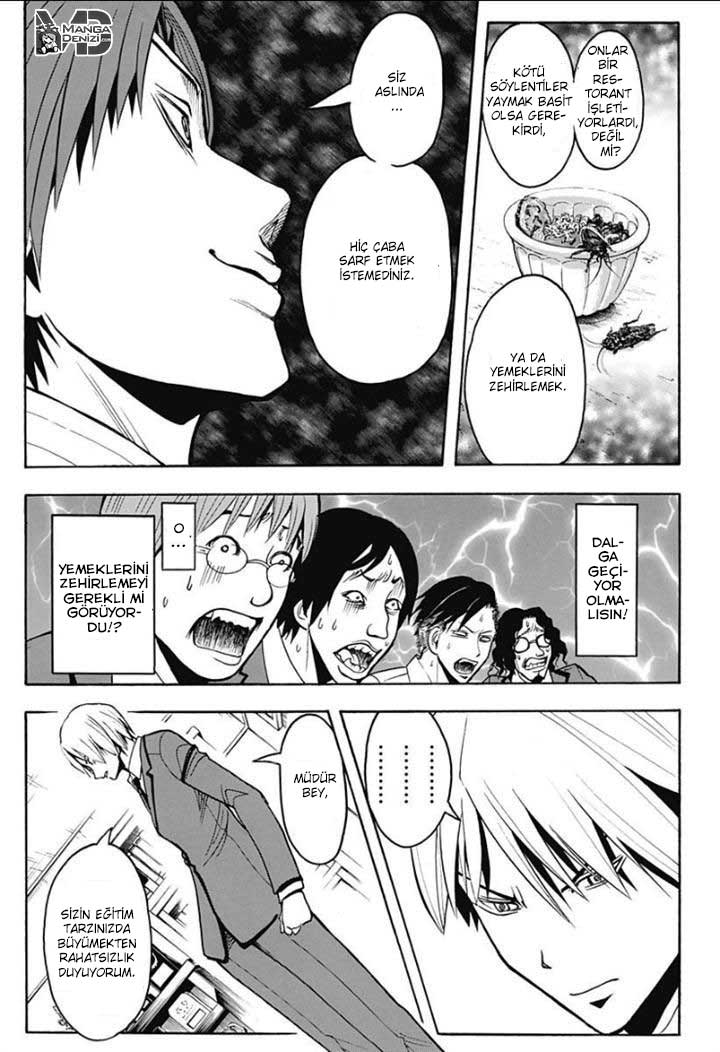 MANGA
DENİZİ
ONLAR
BİR
RES-
TORANT
İŞLETİ-
YORLARDI,
DEĞİL
Mİ?
KÖTÜ
SÖYLENTİLER
YAYMAK BASİT
OLSA GERE-
KİRDİ,
YA DA
YEMEKLERİNİ
ZEHİRLEMEK.
SİZ
ASLINDA
...
HİÇ ÇABA
SARF ETMEK
İSTEMEDİNİZ.
DAL-
GA
GEÇİ-
YOR
OLMA-
LISIN!
O
...
YEMEKLERİNİ
ZEHİRLEMEYİ
GEREKLİ Mİ
GÖRÜYOR-
DU!?
MÜDÜR
BEY,
SİZİN EĞİTİM
TARZINIZDA
BÜYÜMEKTEN
RAHATSIZLIK
DUYUYORUM.